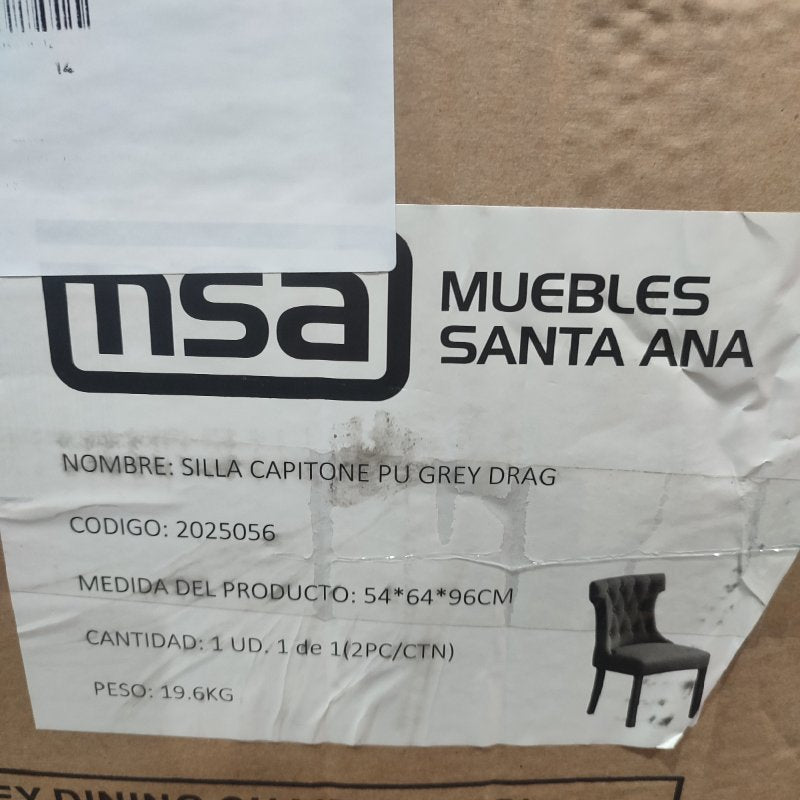 msa
MUEBLES
SANTA ANA
NOMBRE: SILLA CAPITONE PU GREY DRAG
CODIGO: 2025056
MEDIDA DEL PRODUCTO: 54*64*96CM
CANTIDAD: 1 UD. 1 de 1(2PC/CTN)
PESO: 19.6KG
DINING